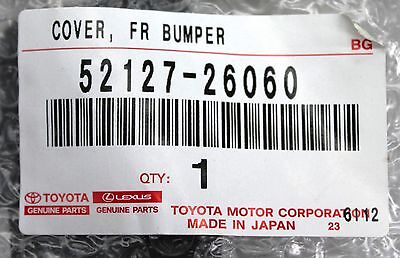 COVER, FR BUMPER
BG
52127-26060
QTY: 1
TOYOTA LEXUS
GENUINE PARTS GENUINE PARTS
TOYOTA MOTOR CORPORATION
6112
MADE IN JAPAN 23